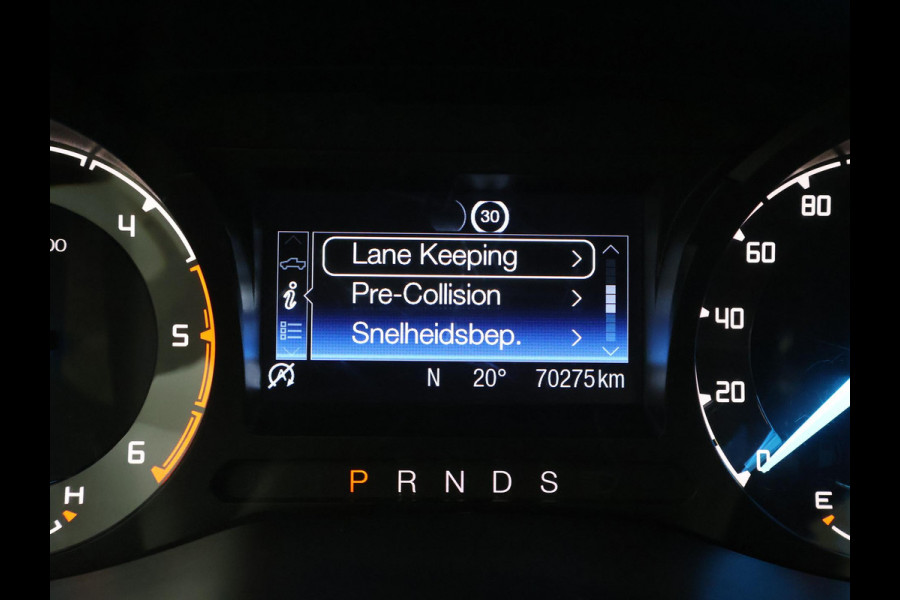 30
Lane Keeping
Pre-Collision
Snelheidsbep.
N 20° 70275km
P R N D S
4
5
6
H
80
60
40
20
0
E